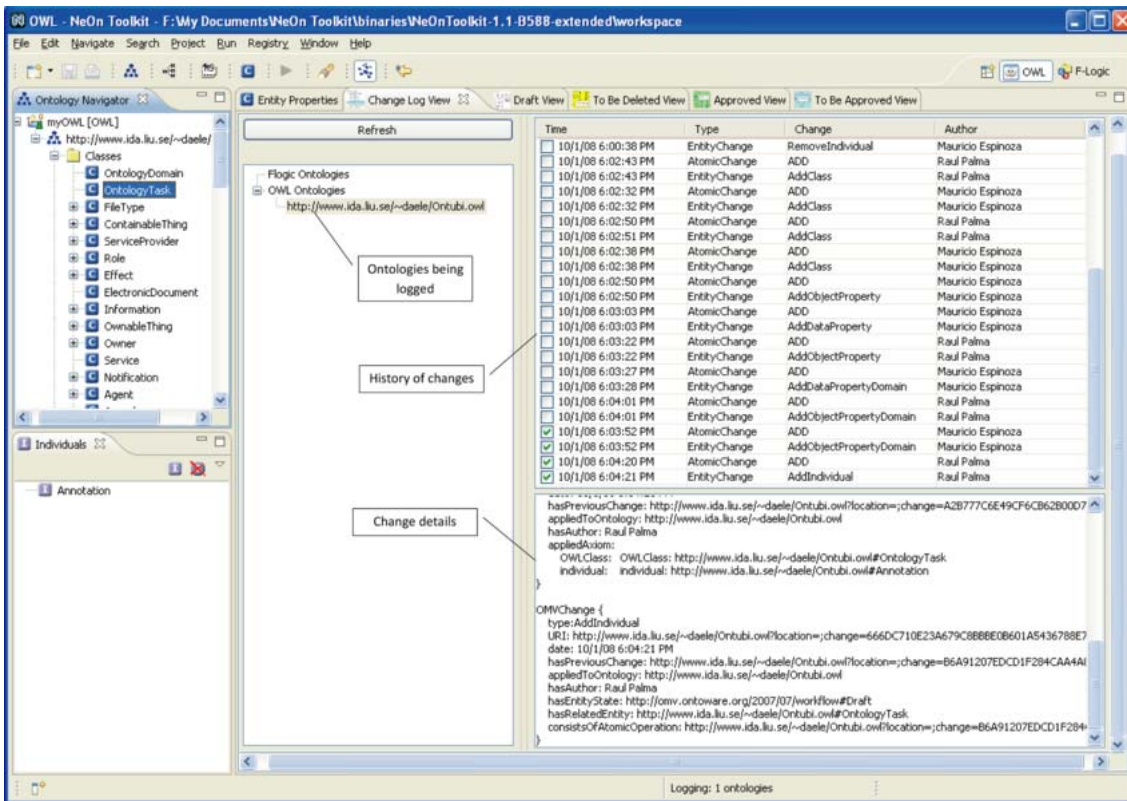 OWL - NeOn Toolkit - F:\My Documents\NeOn Toolkit\binaries\NeOnToolkit-1.1-B588-extended\workspace
File Edit Navigate Search Project Run Registry Window Help
OWL F-Logic
Ontology Navigator
myOWL [OWL]
http://www.ida.liu.se/~daele/
Classes
OntologyDomain
OntologyTask
FileType
ContainableThing
ServiceProvider
Role
Effect
ElectronicDocument
Information
OwnableThing
Owner
Service
Notification
Agent
Individuals
Annotation
Entity Properties Change Log View Draft View To Be Deleted View Approved View To Be Approved View
Refresh
Flogic Ontologies
OWL Ontologies
http://www.ida.liu.se/~daele/Ontubi.owl
Ontologies being
logged
History of changes
Change details
Time Type Change Author
10/1/08 6:00:38 PM EntityChange RemoveIndividual Mauricio Espinoza
10/1/08 6:02:43 PM AtomicChange ADD Raul Palma
10/1/08 6:02:43 PM EntityChange AddClass Raul Palma
10/1/08 6:02:32 PM AtomicChange ADD Mauricio Espinoza
10/1/08 6:02:32 PM EntityChange AddClass Mauricio Espinoza
10/1/08 6:02:50 PM AtomicChange ADD Raul Palma
10/1/08 6:02:51 PM EntityChange AddClass Raul Palma
10/1/08 6:02:38 PM AtomicChange ADD Mauricio Espinoza
10/1/08 6:02:38 PM EntityChange AddClass Mauricio Espinoza
10/1/08 6:02:50 PM AtomicChange ADD Mauricio Espinoza
10/1/08 6:02:50 PM EntityChange AddObjectProperty Mauricio Espinoza
10/1/08 6:03:03 PM AtomicChange ADD Mauricio Espinoza
10/1/08 6:03:03 PM EntityChange AddDataProperty Mauricio Espinoza
10/1/08 6:03:22 PM AtomicChange ADD Raul Palma
10/1/08 6:03:22 PM EntityChange AddObjectProperty Raul Palma
10/1/08 6:03:27 PM AtomicChange ADD Mauricio Espinoza
10/1/08 6:03:28 PM EntityChange AddDataPropertyDomain Mauricio Espinoza
10/1/08 6:04:01 PM AtomicChange ADD Raul Palma
10/1/08 6:04:01 PM EntityChange AddObjectPropertyDomain Raul Palma
10/1/08 6:03:52 PM AtomicChange ADD Mauricio Espinoza
10/1/08 6:03:52 PM EntityChange AddObjectPropertyDomain Mauricio Espinoza
10/1/08 6:04:20 PM AtomicChange ADD Raul Palma
10/1/08 6:04:21 PM EntityChange AddIndividual Raul Palma
hasPreviousChange: http://www.ida.liu.se/~daele/Ontubi.owl?location=;change=A2B777C6E49CF6CB62B00D7
appliedToOntology: http://www.ida.liu.se/~daele/Ontubi.owl
hasAuthor: Raul Palma
appliedAxiom:
OWLClass: OWLClass: http://www.ida.liu.se/~daele/Ontubi.owl#OntologyTask
individual: individual: http://www.ida.liu.se/~daele/Ontubi.owl#Annotation
}
OMVChange {
type:AddIndividual
URI: http://www.ida.liu.se/~daele/Ontubi.owl?location=;change=666DC710E23A679C8BBBE0B601A5436788E7
date: 10/1/08 6:04:21 PM
hasPreviousChange: http://www.ida.liu.se/~daele/Ontubi.owl?location=;change=B6A91207EDCD1F284CAA4A
appliedToOntology: http://www.ida.liu.se/~daele/Ontubi.owl
hasAuthor: Raul Palma
hasEntityState: http://omv.ontoware.org/2007/07/workflow#Draft
hasRelatedEntity: http://www.ida.liu.se/~daele/Ontubi.owl#OntologyTask
consistsOfAtomicOperation: http://www.ida.liu.se/~daele/Ontubi.owl?location=;change=B6A91207EDCD1F284
}
Logging: 1 ontologies